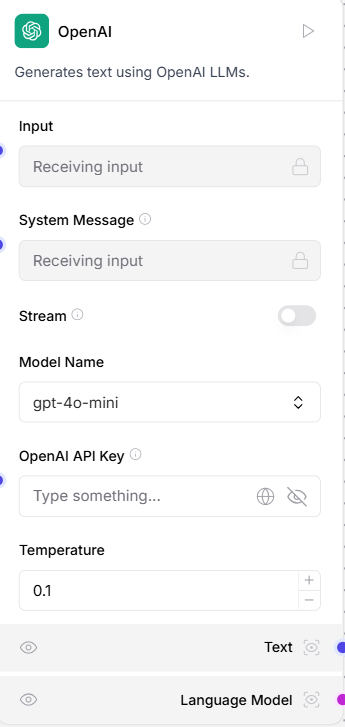 OpenAI
Generates text using OpenAI LLMs.
Input
Receiving input
System Message
Receiving input
Stream
Model Name
gpt-4o-mini
OpenAI API Key
Type something...
Temperature
0.1
Text
Language Model